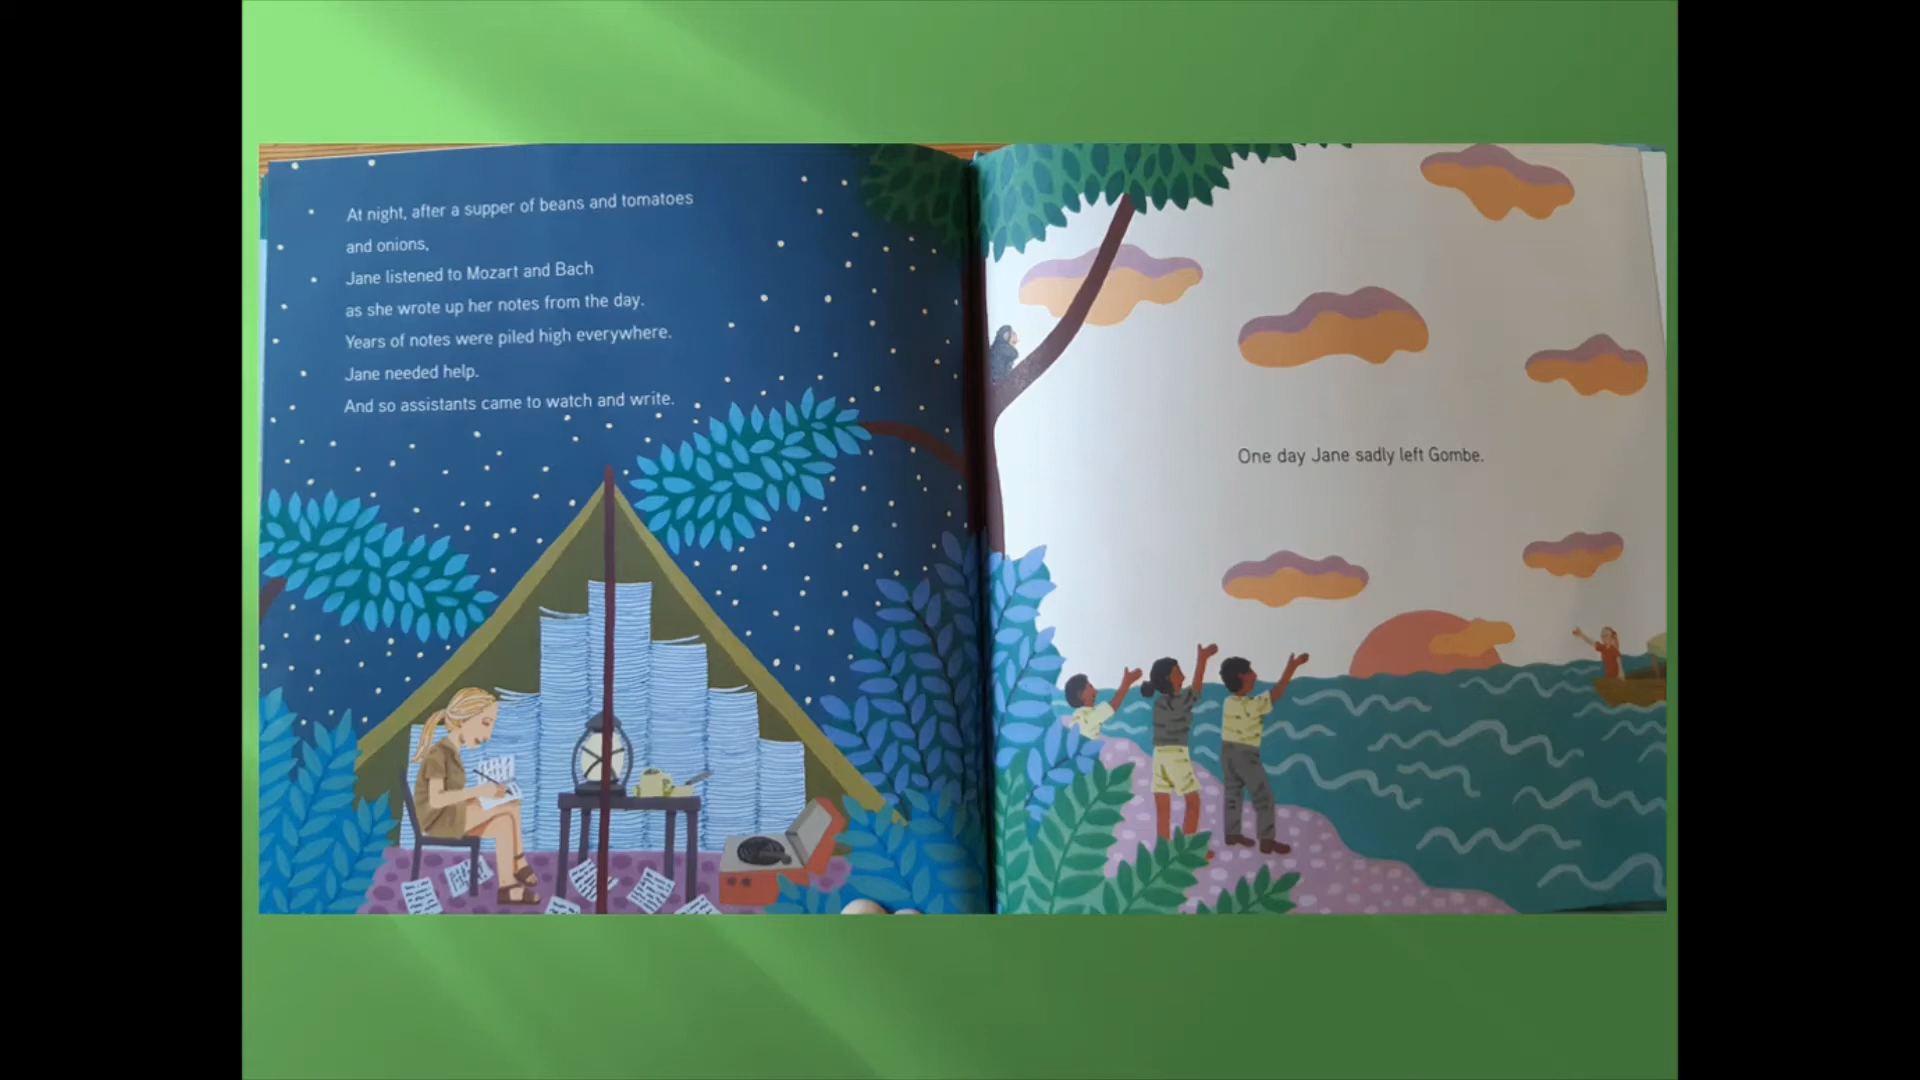 At night, after a supper of beans and tomatoes
and onions,
Jane listened to Mozart and Bach
as she wrote up her notes from the day.
Years of notes were piled high everywhere.
Jane needed help.
And so assistants came to watch and write.
One day Jane sadly left Gombe.